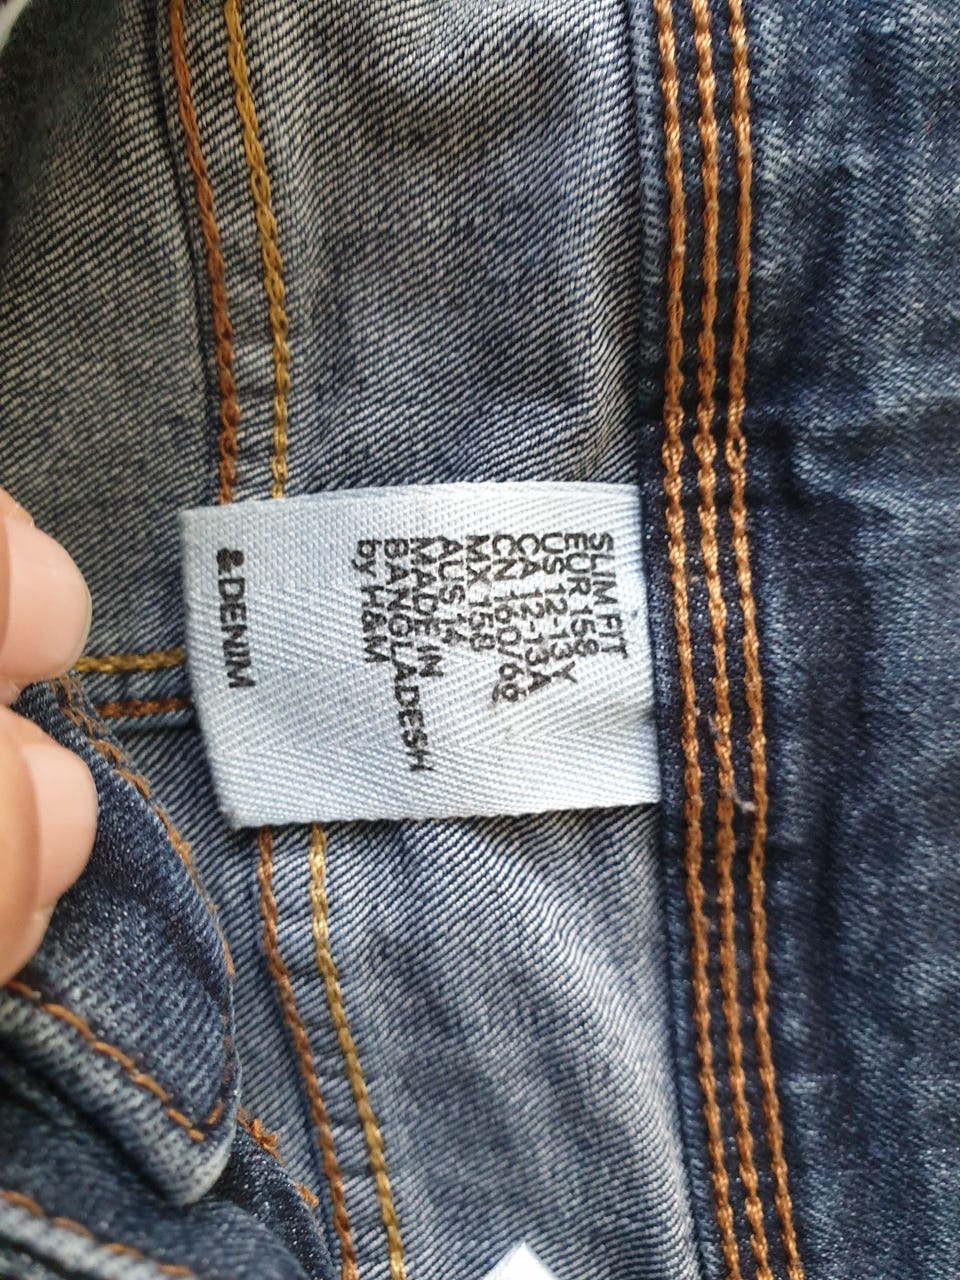 SLIM FIT
EUR 158
US 12-13Y
CA 12-13A
CN 160/66
MX 158
AUS 14
MADE IN
BANGLADESH
by H&M
&DENIM